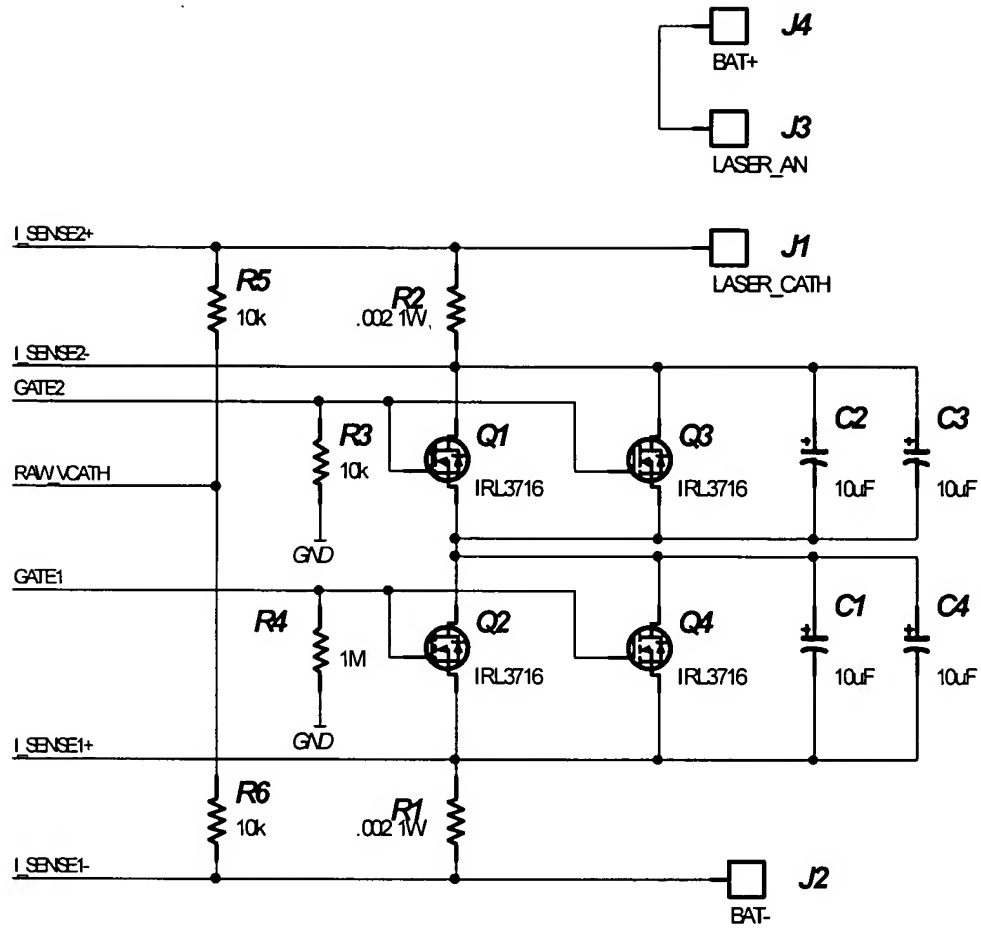 J4
BAT+
J3
LASER_AN
I_SENSE2+
J1
R5
R2
LASER_CATH
10k
.002 1W
I_SENSE2-
GATE2
C2
C3
R3
Q1
Q3
10k
RAW_VCATH
IRL3716
IRL3716
10uF
10uF
GND
GATE1
C1
C4
R4
Q2
Q4
1M
IRL3716
IRL3716
10uF
10uF
GND
I_SENSE1+
R6
R1
10k
.002 1W
I_SENSE1-
J2
BAT-